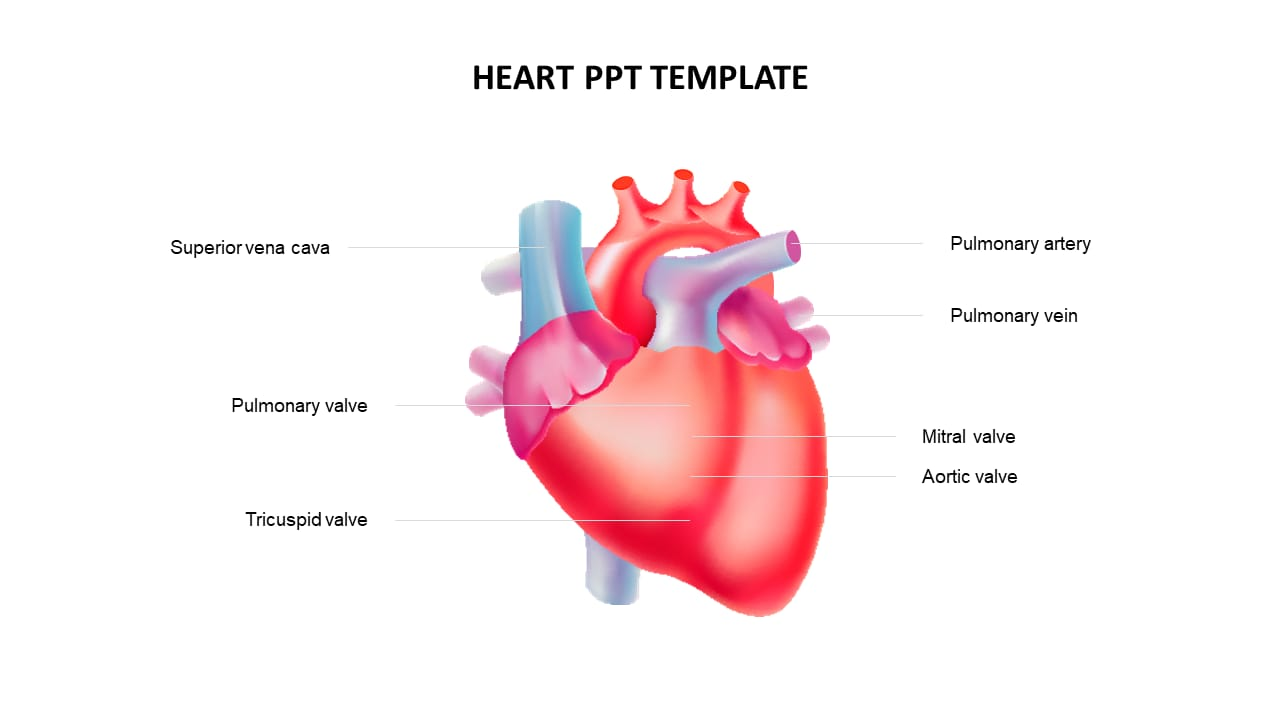 HEART PPT TEMPLATE
Superior vena cava
Pulmonary artery
Pulmonary vein
Pulmonary valve
Mitral valve
Aortic valve
Tricuspid valve